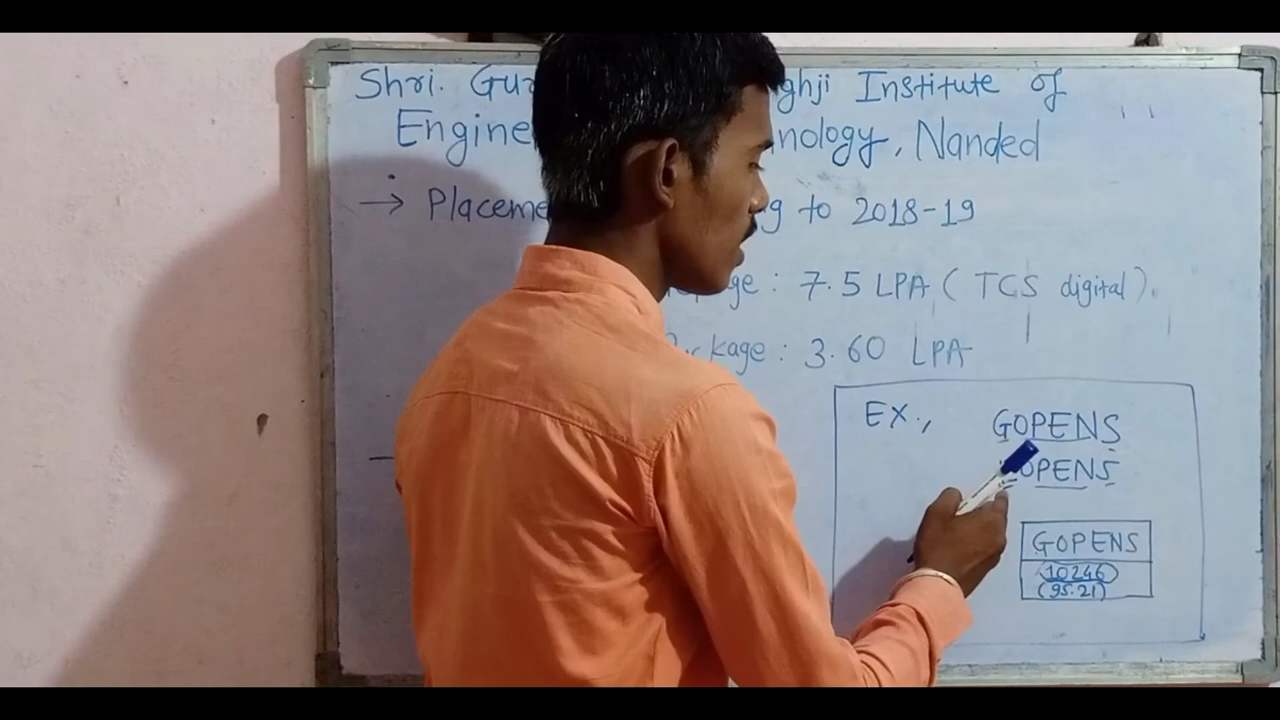 Shri. Gur ghji Institute of
Engine nology, Nanded
→ Placeme g to 2018-19
ge : 7.5 LPA ( TCS digital ).
ckage : 3.60 LPA
EX.,
GOPENS
OPENS
GOPENS
10246
(95.21)